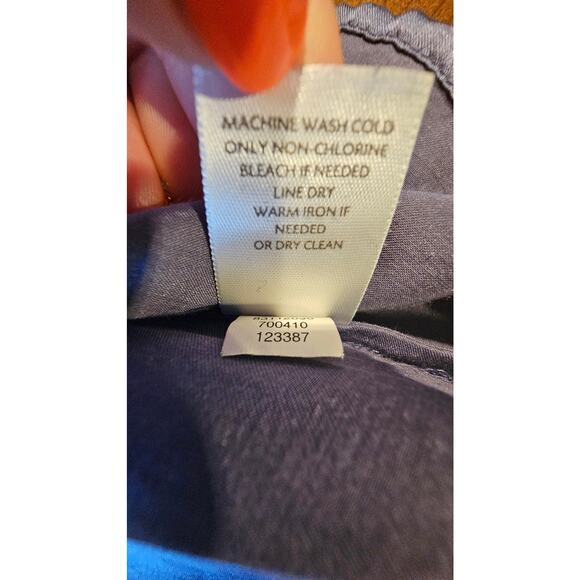 MACHINE WASH COLD
ONLY NON-CHLORINE
BLEACH IF NEEDED
LINE DRY
WARM IRON IF
NEEDED
OR DRY CLEAN
700410
123387